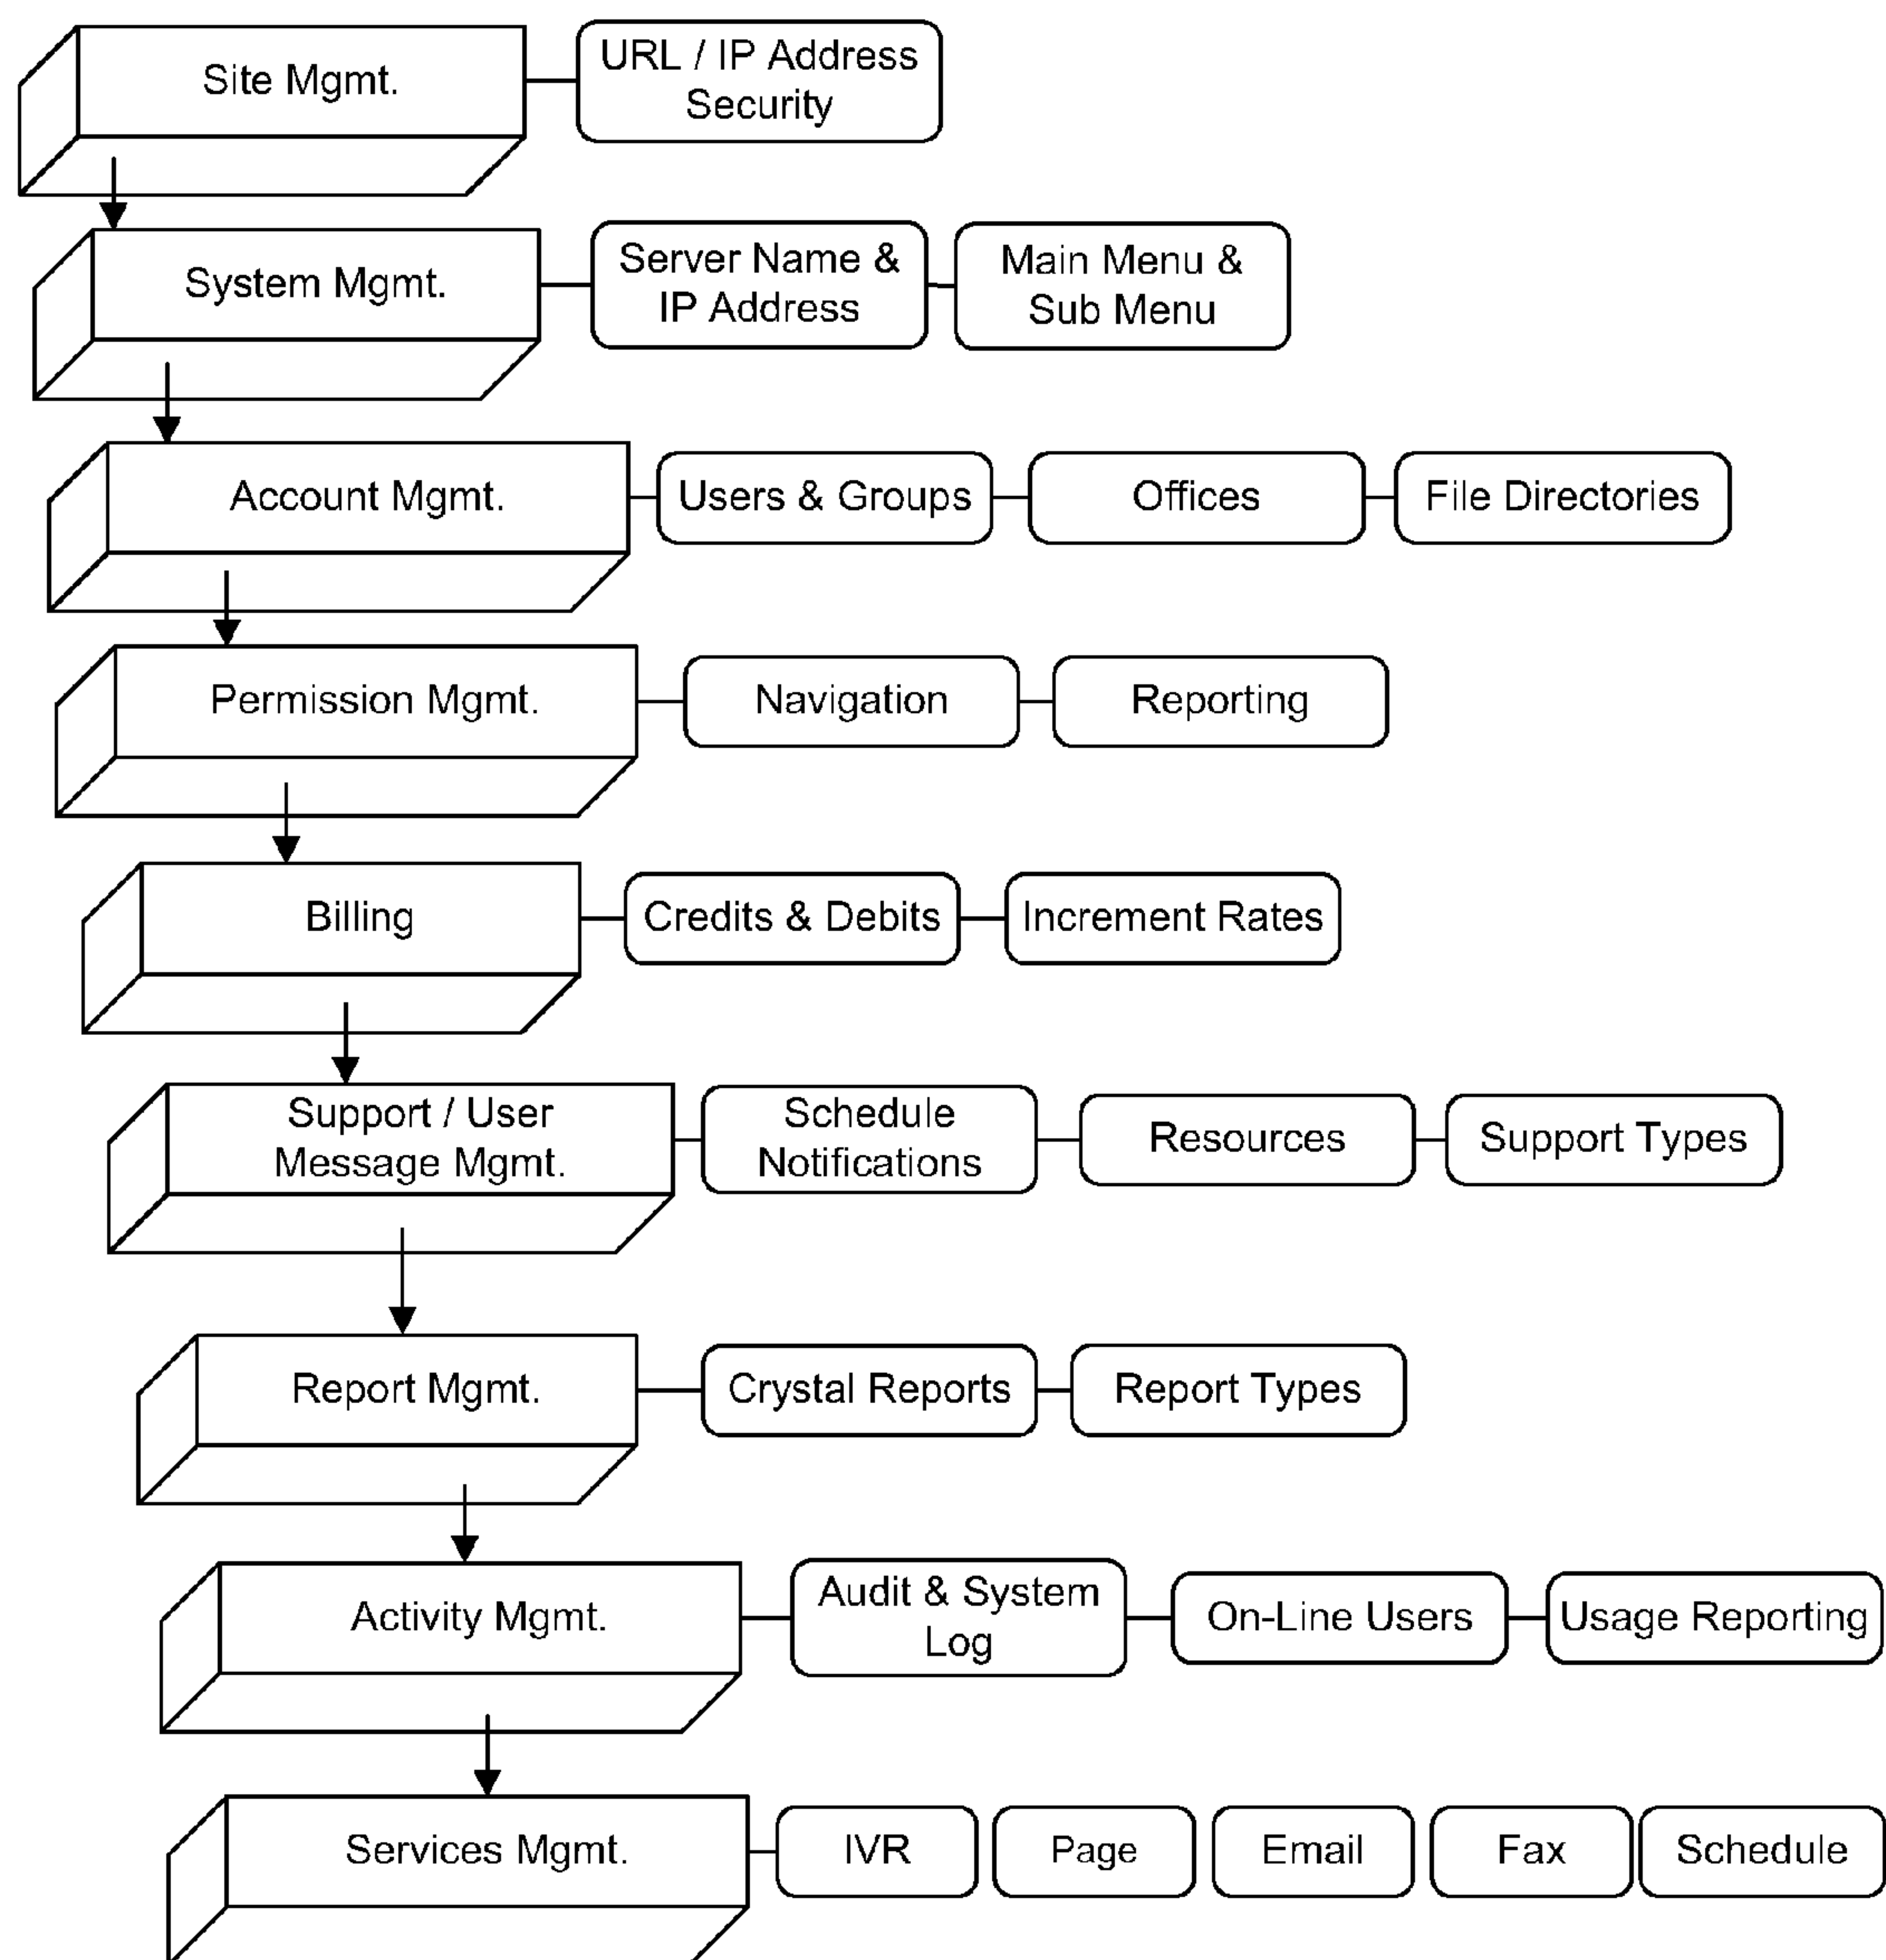 Site Mgmt.
URL / IP Address
Security
System Mgmt.
Server Name &
IP Address
Main Menu &
Sub Menu
Account Mgmt.
Users & Groups
Offices
File Directories
Permission Mgmt.
Navigation
Reporting
Billing
Credits & Debits
Increment Rates
Support / User
Message Mgmt.
Schedule
Notifications
Resources
Support Types
Report Mgmt.
Crystal Reports
Report Types
Activity Mgmt.
Audit & System
Log
On-Line Users
Usage Reporting
Services Mgmt.
IVR
Page
Email
Fax
Schedule